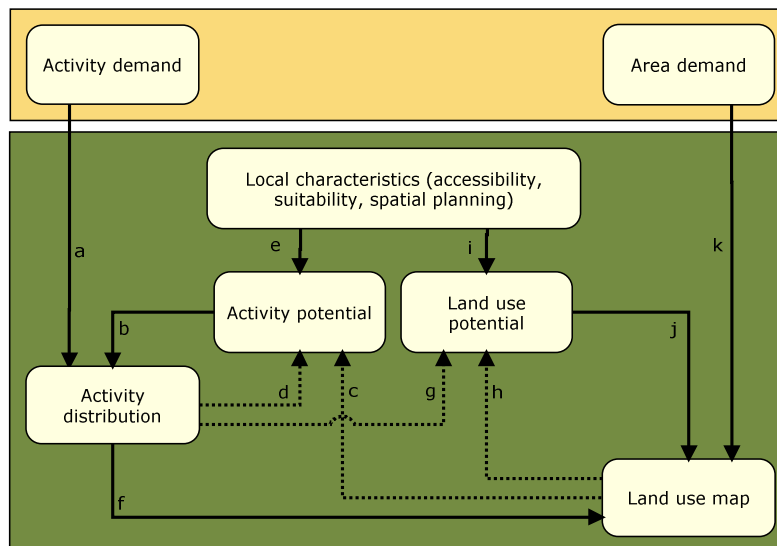 Activity demand
Area demand
Local characteristics (accessibility,
suitability, spatial planning)
a
e
i
k
Activity potential
Land use
potential
b
j
Activity
distribution
d
c
g
h
f
Land use map